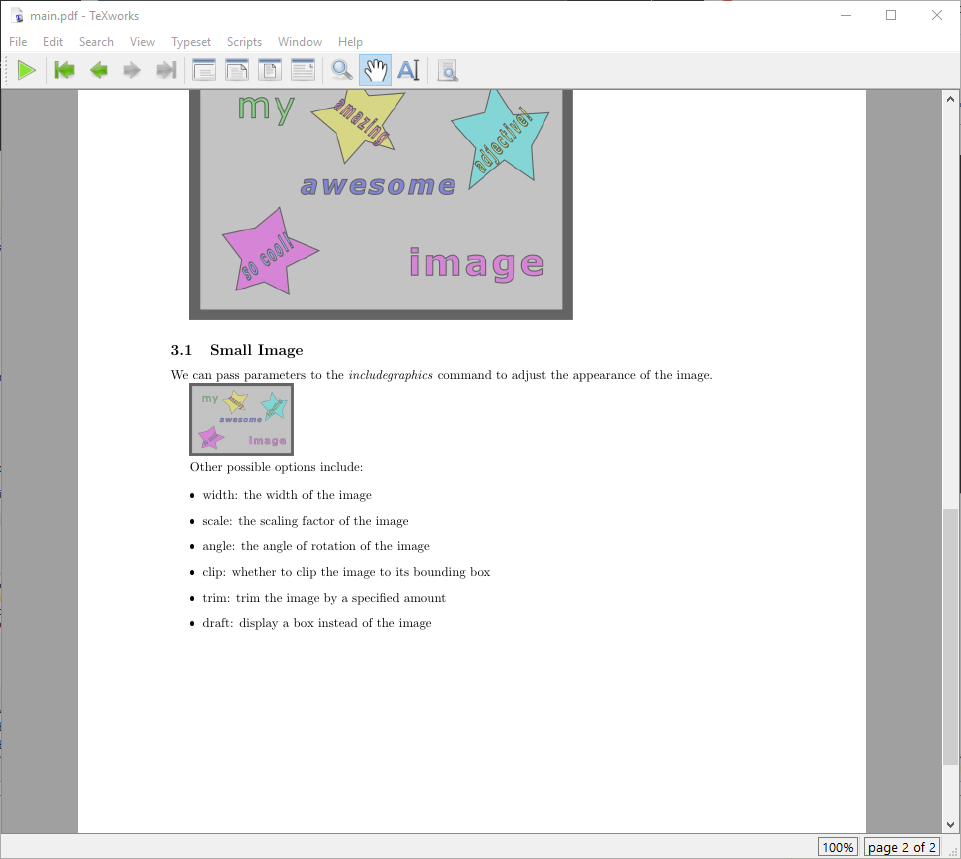 main.pdf - TeXworks
File Edit Search View Typeset Scripts Window Help
my
amazing
adjective!
awesome
so cool!
image
3.1 Small Image
We can pass parameters to the includegraphics command to adjust the appearance of the image.
my
awesome
image
Other possible options include:
• width: the width of the image
• scale: the scaling factor of the image
• angle: the angle of rotation of the image
• clip: whether to clip the image to its bounding box
• trim: trim the image by a specified amount
• draft: display a box instead of the image
100% page 2 of 2